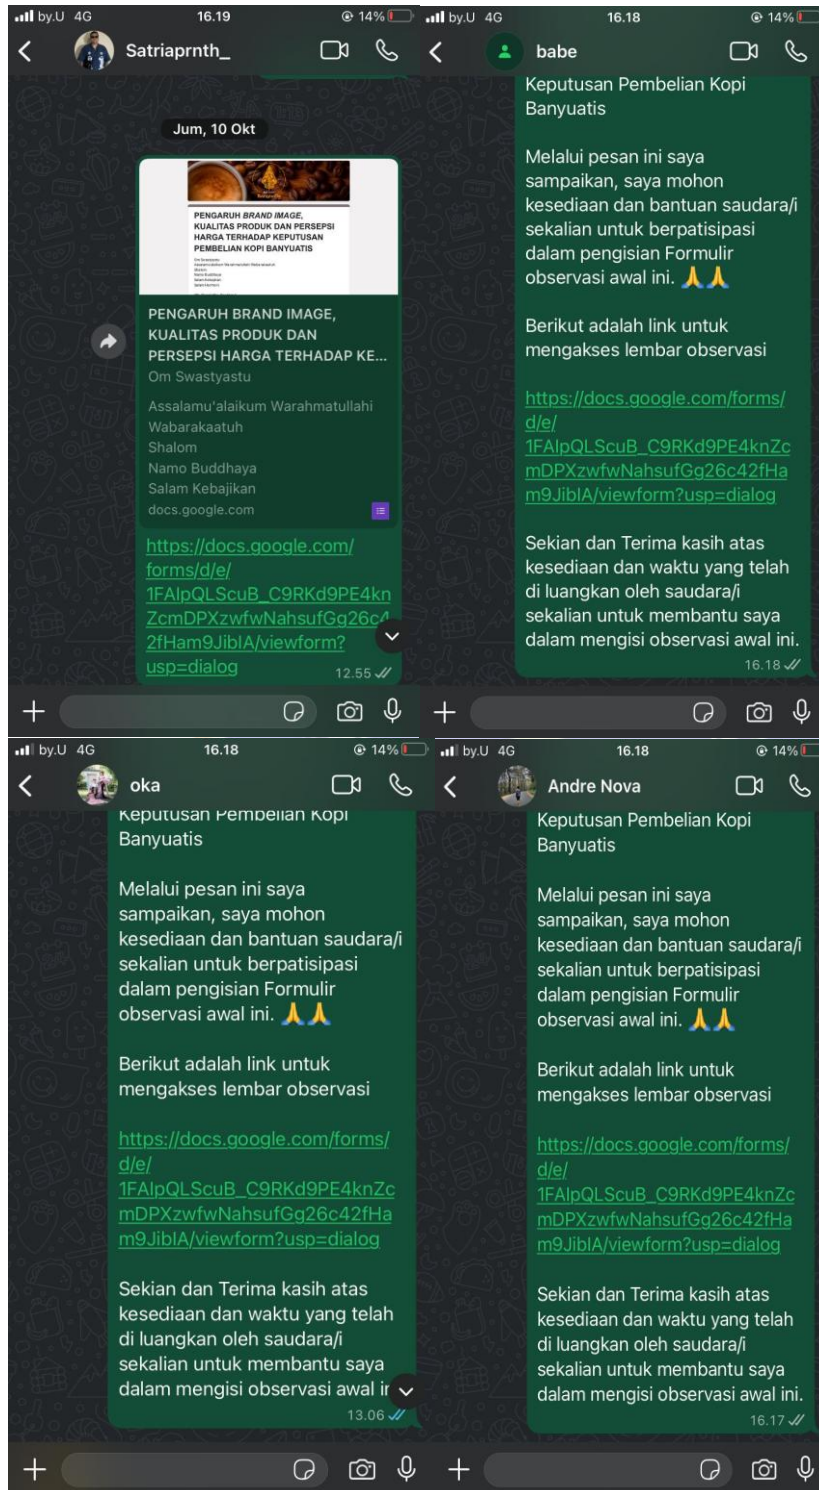 by.U 4G 16.19 14%
Satriaprnth_
Jum, 10 Okt
PENGARUH BRAND IMAGE,
KUALITAS PRODUK DAN PERSEPSI
HARGA TERHADAP KEPUTUSAN
PEMBELIAN KOPI BANYUATIS
Om Swastyastu
PENGARUH BRAND IMAGE,
KUALITAS PRODUK DAN
PERSEPSI HARGA TERHADAP KE...
Om Swastyastu
Assalamu'alaikum Warahmatullahi
Wabarakaatuh
Shalom
Namo Buddhaya
Salam Kebajikan
docs.google.com
https://docs.google.com/
forms/d/e/
1FAIpQLScuB_C9RKd9PE4kn
ZcmDPXzwfwNahsufGg26c4
2fHam9JiblA/viewform?
usp=dialog
12.55
by.U 4G 16.18 14%
babe
Keputusan Pembelian Kopi
Banyuatis
Melalui pesan ini saya
sampaikan, saya mohon
kesediaan dan bantuan saudara/i
sekalian untuk berpatisipasi
dalam pengisian Formulir
observasi awal ini. 🙏🙏
Berikut adalah link untuk
mengakses lembar observasi
https://docs.google.com/forms/
d/e/
1FAIpQLScuB_C9RKd9PE4knZc
mDPXzwfwNahsufGg26c42fHa
m9JiblA/viewform?usp=dialog
Sekian dan Terima kasih atas
kesediaan dan waktu yang telah
di luangkan oleh saudara/i
sekalian untuk membantu saya
dalam mengisi observasi awal ini.
16.18
by.U 4G 16.18 14%
oka
Keputusan Pembelian Kopi
Banyuatis
Melalui pesan ini saya
sampaikan, saya mohon
kesediaan dan bantuan saudara/i
sekalian untuk berpatisipasi
dalam pengisian Formulir
observasi awal ini. 🙏🙏
Berikut adalah link untuk
mengakses lembar observasi
https://docs.google.com/forms/
d/e/
1FAIpQLScuB_C9RKd9PE4knZc
mDPXzwfwNahsufGg26c42fHa
m9JiblA/viewform?usp=dialog
Sekian dan Terima kasih atas
kesediaan dan waktu yang telah
di luangkan oleh saudara/i
sekalian untuk membantu saya
dalam mengisi observasi awal
13.06
by.U 4G 16.18 14%
Andre Nova
Keputusan Pembelian Kopi
Banyuatis
Melalui pesan ini saya
sampaikan, saya mohon
kesediaan dan bantuan saudara/i
sekalian untuk berpatisipasi
dalam pengisian Formulir
observasi awal ini. 🙏🙏
Berikut adalah link untuk
mengakses lembar observasi
https://docs.google.com/forms/
d/e/
1FAIpQLScuB_C9RKd9PE4knZc
mDPXzwfwNahsufGg26c42fHa
m9JiblA/viewform?usp=dialog
Sekian dan Terima kasih atas
kesediaan dan waktu yang telah
di luangkan oleh saudara/i
sekalian untuk membantu saya
dalam mengisi observasi awal ini.
16.17